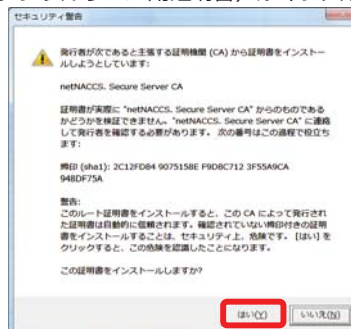 セキュリティ警告
発行者が次であると主張する証明機関 (CA) から証明書をインストー
ルしようとしています:
netNACCS. Secure Server CA
証明書が実際に "netNACCS. Secure Server CA" からのものである
かどうかを検証できません。"netNACCS. Secure Server CA" に連絡
して発行者を確認する必要があります。 次の番号はこの過程で役立ち
ます:
拇印 (sha1): 2C12FD84 9075158E F9D8C712 3F55A9CA
948DF75A
警告:
このルート証明書をインストールすると、この CA によって発行され
た証明書は自動的に信頼されます。確認されていない拇印付きの証明
書をインストールすることは、セキュリティ上、危険です。 [はい] を
クリックすると、この危険を認識したことになります。
この証明書をインストールしますか?
はい(Y) いいえ(N)